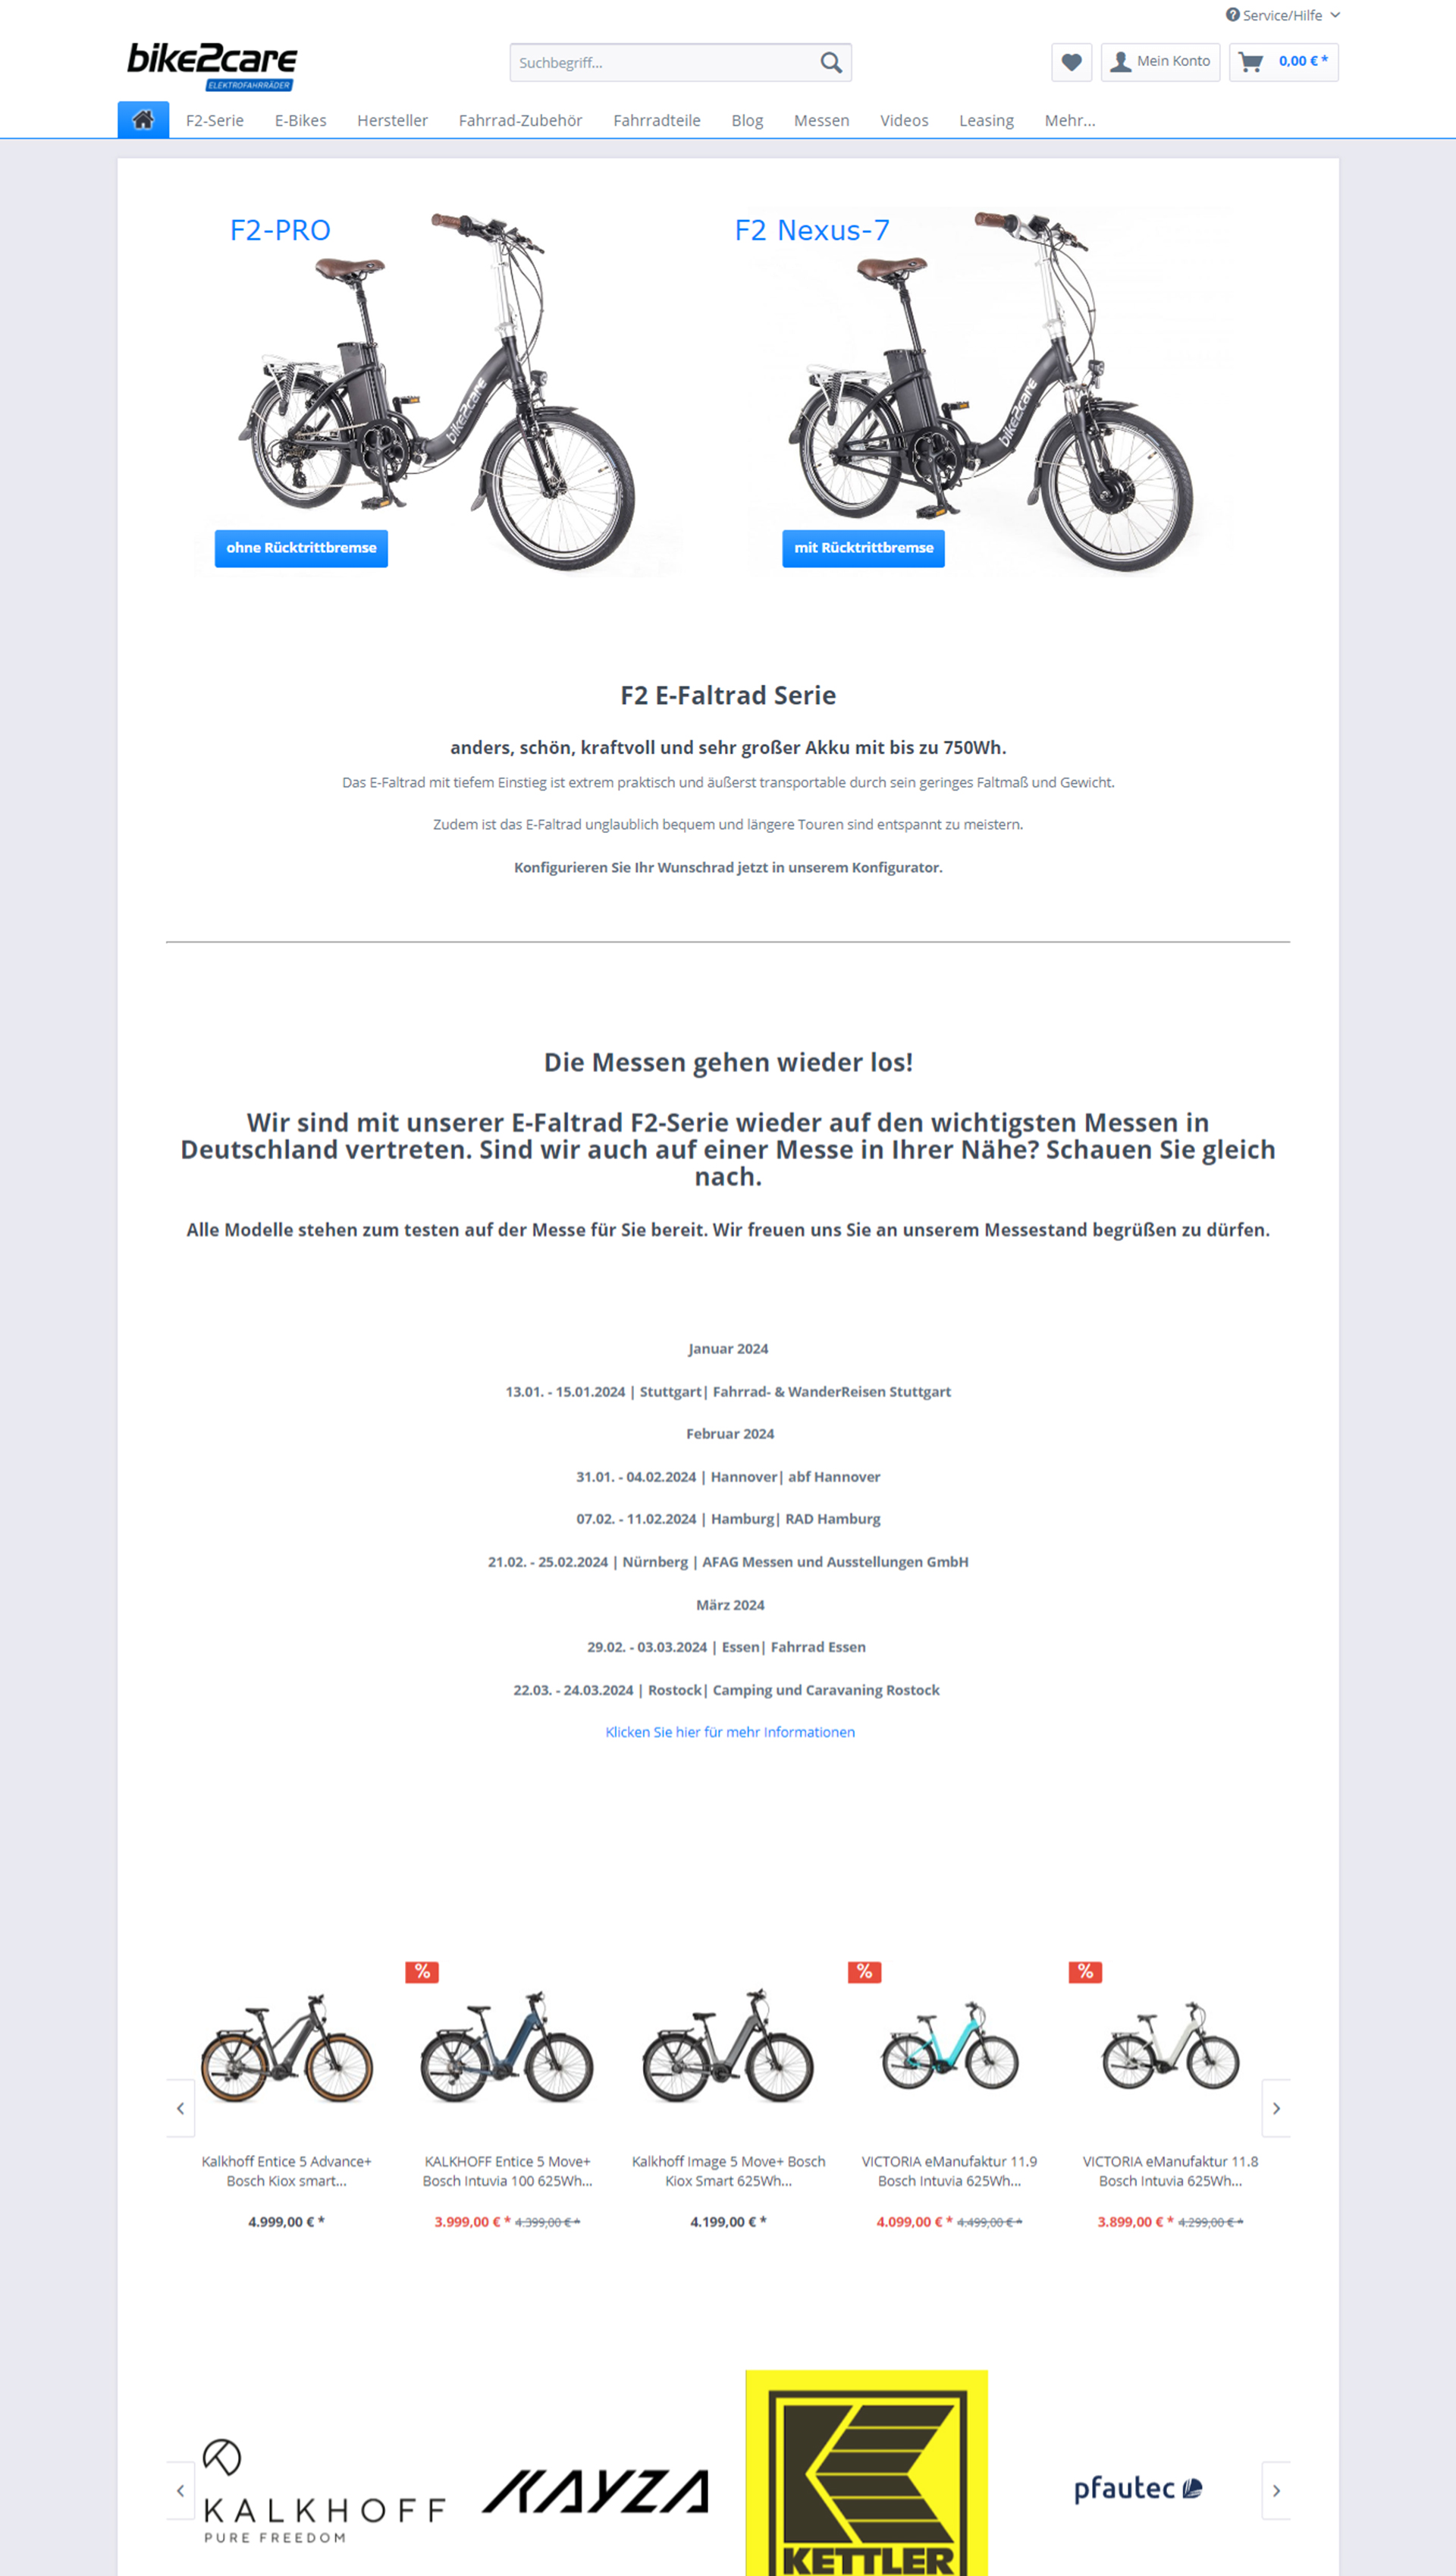 Service/Hilfe
bike2care
ELEKTROFAHRRÄDER
Suchbegriff...
Mein Konto
0,00 € *
F2-Serie
E-Bikes
Hersteller
Fahrrad-Zubehör
Fahrradteile
Blog
Messen
Videos
Leasing
Mehr...
F2-PRO
F2 Nexus-7
bike2care
bike2care
ohne Rücktrittbremse
mit Rücktrittbremse
F2 E-Faltrad Serie
anders, schön, kraftvoll und sehr großer Akku mit bis zu 750Wh.
Das E-Faltrad mit tiefem Einstieg ist extrem praktisch und äußerst transportable durch sein geringes Faltmaß und Gewicht.
Zudem ist das E-Faltrad unglaublich bequem und längere Touren sind entspannt zu meistern.
Konfigurieren Sie Ihr Wunschrad jetzt in unserem Konfigurator.
Die Messen gehen wieder los!
Wir sind mit unserer E-Faltrad F2-Serie wieder auf den wichtigsten Messen in
Deutschland vertreten. Sind wir auch auf einer Messe in Ihrer Nähe? Schauen Sie gleich
nach.
Alle Modelle stehen zum testen auf der Messe für Sie bereit. Wir freuen uns Sie an unserem Messestand begrüßen zu dürfen.
Januar 2024
13.01. - 15.01.2024 | Stuttgart| Fahrrad- & WanderReisen Stuttgart
Februar 2024
31.01. - 04.02.2024 | Hannover| abf Hannover
07.02. - 11.02.2024 | Hamburg| RAD Hamburg
21.02. - 25.02.2024 | Nürnberg | AFAG Messen und Ausstellungen GmbH
März 2024
29.02. - 03.03.2024 | Essen| Fahrrad Essen
22.03. - 24.03.2024 | Rostock| Camping und Caravaning Rostock
Klicken Sie hier für mehr Informationen
%
%
%
Kalkhoff Entice 5 Advance+
Bosch Kiox smart...
4.999,00 € *
KALKHOFF Entice 5 Move+
Bosch Intuvia 100 625Wh...
3.999,00 € * 4.399,00 € *
Kalkhoff Image 5 Move+ Bosch
Kiox Smart 625Wh...
4.199,00 € *
VICTORIA eManufaktur 11.9
Bosch Intuvia 625Wh...
4.099,00 € * 4.499,00 € *
VICTORIA eManufaktur 11.8
Bosch Intuvia 625Wh...
3.899,00 € * 4.299,00 € *
KALKHOFF
PURE FREEDOM
KAYZA
KETTLER
pfautec